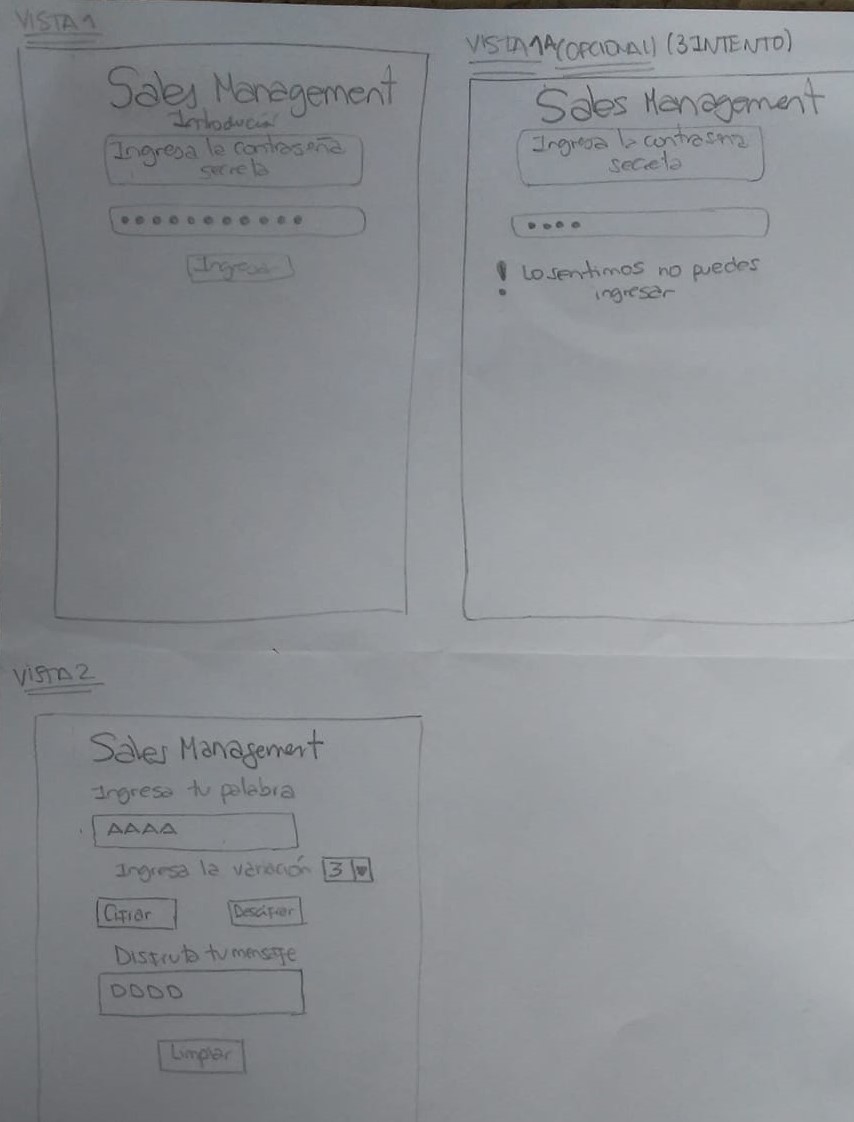 VISTA 1
Sales Management
Introducción
Ingresa la contraseña
secreta
Ingresar
VISTA 1A (OPCIONAL) (3 INTENTO)
Sales Management
Ingresa la contraseña
secreta
! Lo sentimos no puedes
ingresar
VISTA 2
Sales Management
Ingresa tu palabra
AAAA
Ingresa la variación 3
Cifrar Descifrar
Disfruta tu mensaje
DDDD
Limpiar